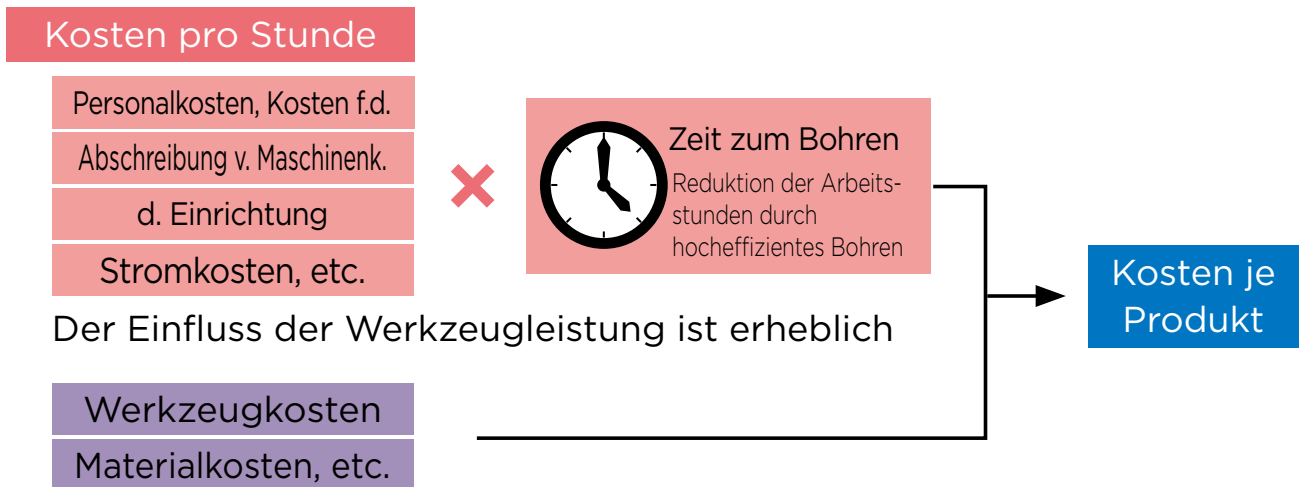 Kosten pro Stunde
Personalkosten, Kosten f.d.
Abschreibung v. Maschinenk.
d. Einrichtung
Stromkosten, etc.
Zeit zum Bohren
Reduktion der Arbeits-
stunden durch
hocheffizientes Bohren
Der Einfluss der Werkzeugleistung ist erheblich
Werkzeugkosten
Materialkosten, etc.
Kosten je
Produkt